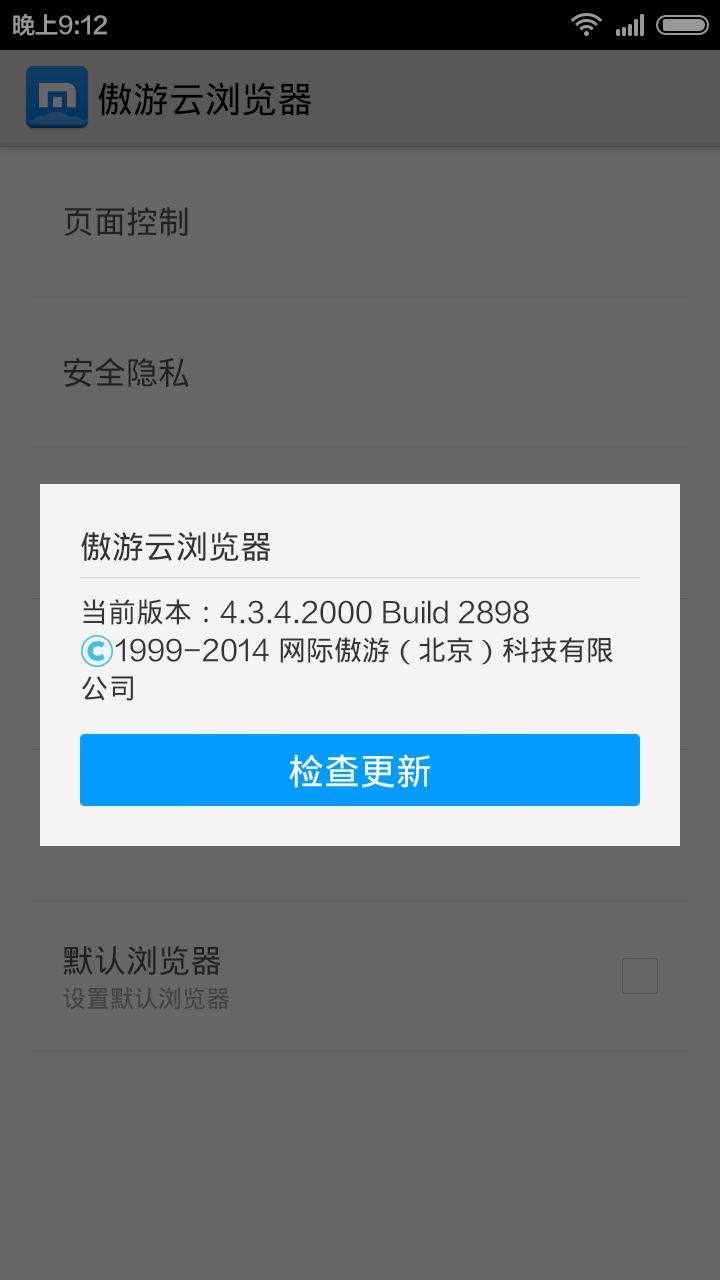 晚上9:12
傲游云浏览器
页面控制
安全隐私
傲游云浏览器
当前版本：4.3.4.2000 Build 2898
©1999-2014 网际傲游（北京）科技有限
公司
检查更新
默认浏览器
设置默认浏览器